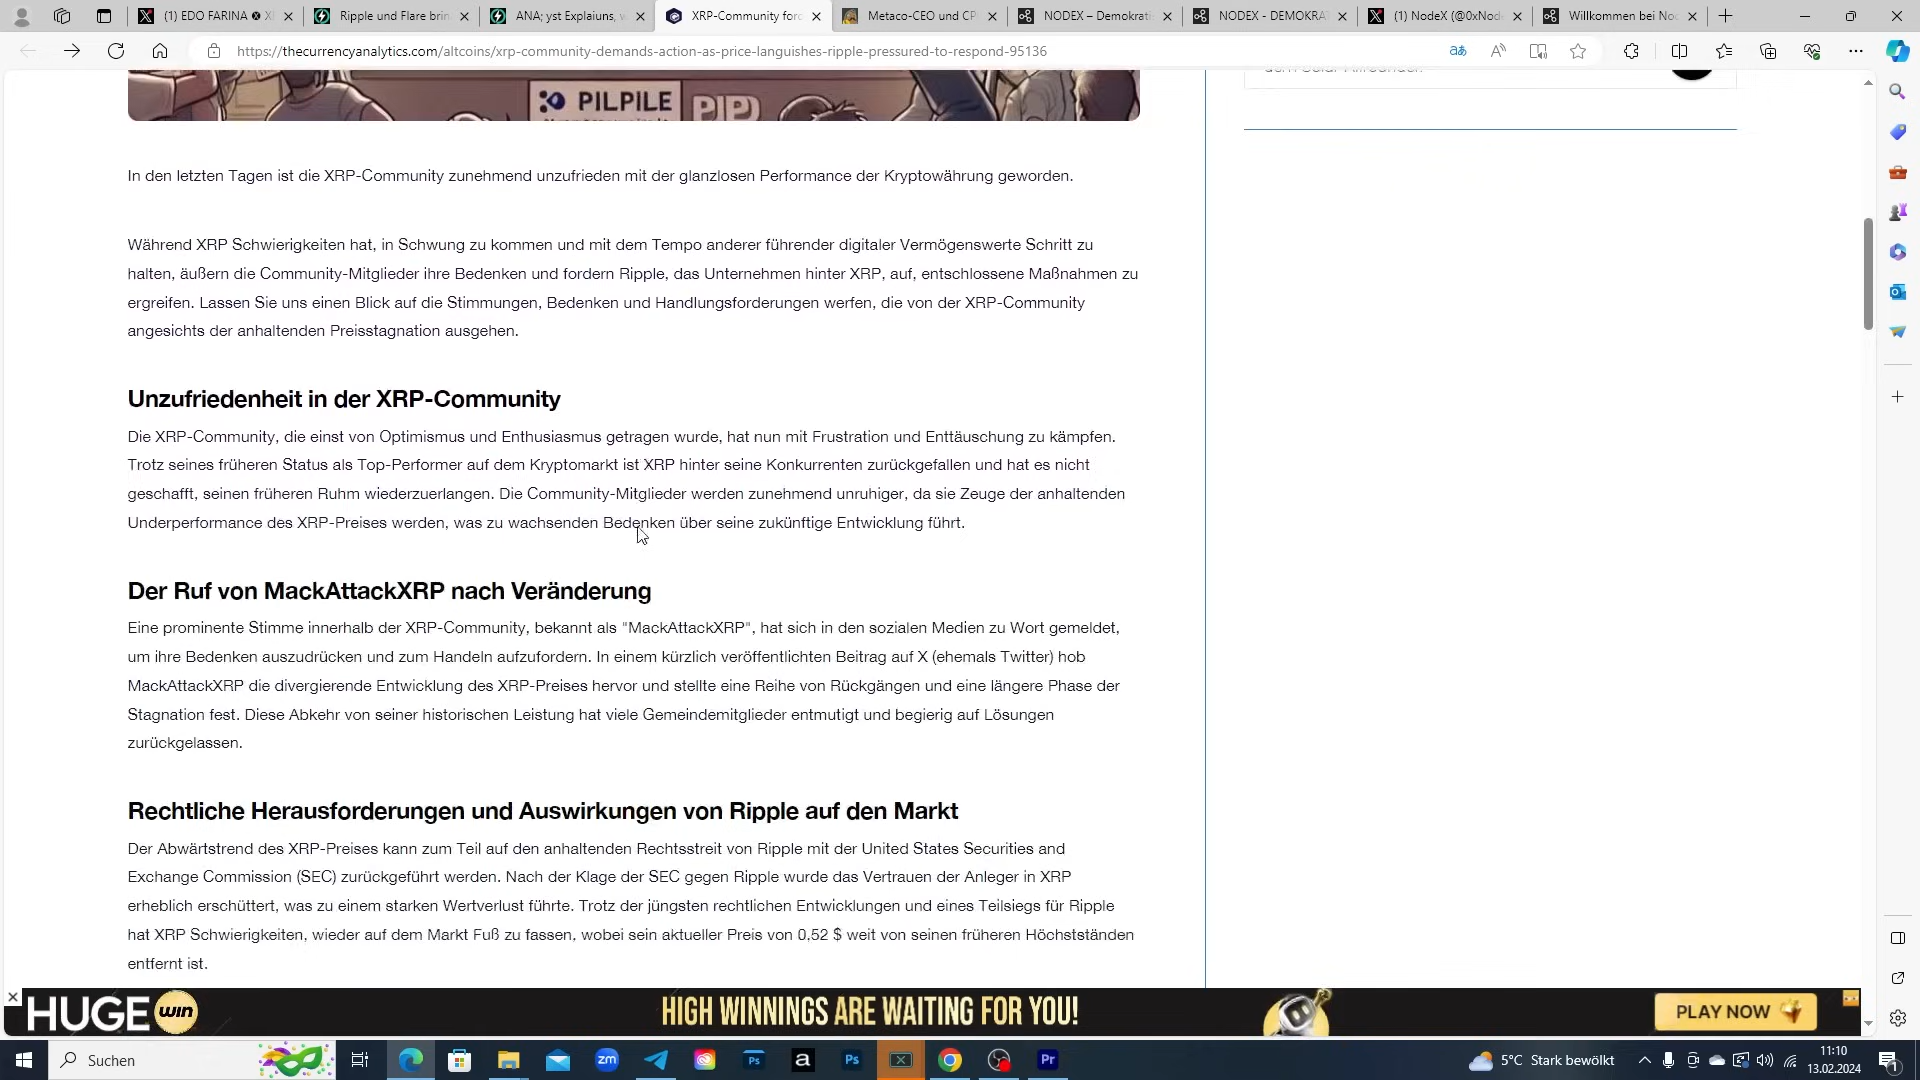 (1) EDO FARINA
Ripple und Flare brin
XRP-Community for
Metaco-CEO und CP
NODEX – Demokrati
NODEX - DEMOKRA
(1) NodeX (@0xNod
Willkommen bei No
https://thecurrencyanalytics.com/altcoins/xrp-community-demands-action-as-price-languishes-ripple-pressured-to-respond-95136
PILPILE
In den letzten Tagen ist die XRP-Community zunehmend unzufrieden mit der glanzlosen Performance der Kryptowährung geworden.
Während XRP Schwierigkeiten hat, in Schwung zu kommen und mit dem Tempo anderer führender digitaler Vermögenswerte Schritt zu
halten, äußern die Community-Mitglieder ihre Bedenken und fordern Ripple, das Unternehmen hinter XRP, auf, entschlossene Maßnahmen zu
ergreifen. Lassen Sie uns einen Blick auf die Stimmungen, Bedenken und Handlungsforderungen werfen, die von der XRP-Community
angesichts der anhaltenden Preisstagnation ausgehen.
Unzufriedenheit in der XRP-Community
Die XRP-Community, die einst von Optimismus und Enthusiasmus getragen wurde, hat nun mit Frustration und Enttäuschung zu kämpfen.
Trotz seines früheren Status als Top-Performer auf dem Kryptomarkt ist XRP hinter seine Konkurrenten zurückgefallen und hat es nicht
geschafft, seinen früheren Ruhm wiederzuerlangen. Die Community-Mitglieder werden zunehmend unruhiger, da sie Zeuge der anhaltenden
Underperformance des XRP-Preises werden, was zu wachsenden Bedenken über seine zukünftige Entwicklung führt.
Der Ruf von MackAttackXRP nach Veränderung
Eine prominente Stimme innerhalb der XRP-Community, bekannt als "MackAttackXRP", hat sich in den sozialen Medien zu Wort gemeldet,
um ihre Bedenken auszudrücken und zum Handeln aufzufordern. In einem kürzlich veröffentlichten Beitrag auf X (ehemals Twitter) hob
MackAttackXRP die divergierende Entwicklung des XRP-Preises hervor und stellte eine Reihe von Rückgängen und eine längere Phase der
Stagnation fest. Diese Abkehr von seiner historischen Leistung hat viele Gemeindemitglieder entmutigt und begierig auf Lösungen
zurückgelassen.
Rechtliche Herausforderungen und Auswirkungen von Ripple auf den Markt
Der Abwärtstrend des XRP-Preises kann zum Teil auf den anhaltenden Rechtsstreit von Ripple mit der United States Securities and
Exchange Commission (SEC) zurückgeführt werden. Nach der Klage der SEC gegen Ripple wurde das Vertrauen der Anleger in XRP
erheblich erschüttert, was zu einem starken Wertverlust führte. Trotz der jüngsten rechtlichen Entwicklungen und eines Teilsiegs für Ripple
hat XRP Schwierigkeiten, wieder auf dem Markt Fuß zu fassen, wobei sein aktueller Preis von 0,52 $ weit von seinen früheren Höchstständen
entfernt ist.
HUGE win
HIGH WINNINGS ARE WAITING FOR YOU!
PLAY NOW
Suchen
5°C Stark bewölkt
11:10
13.02.2024